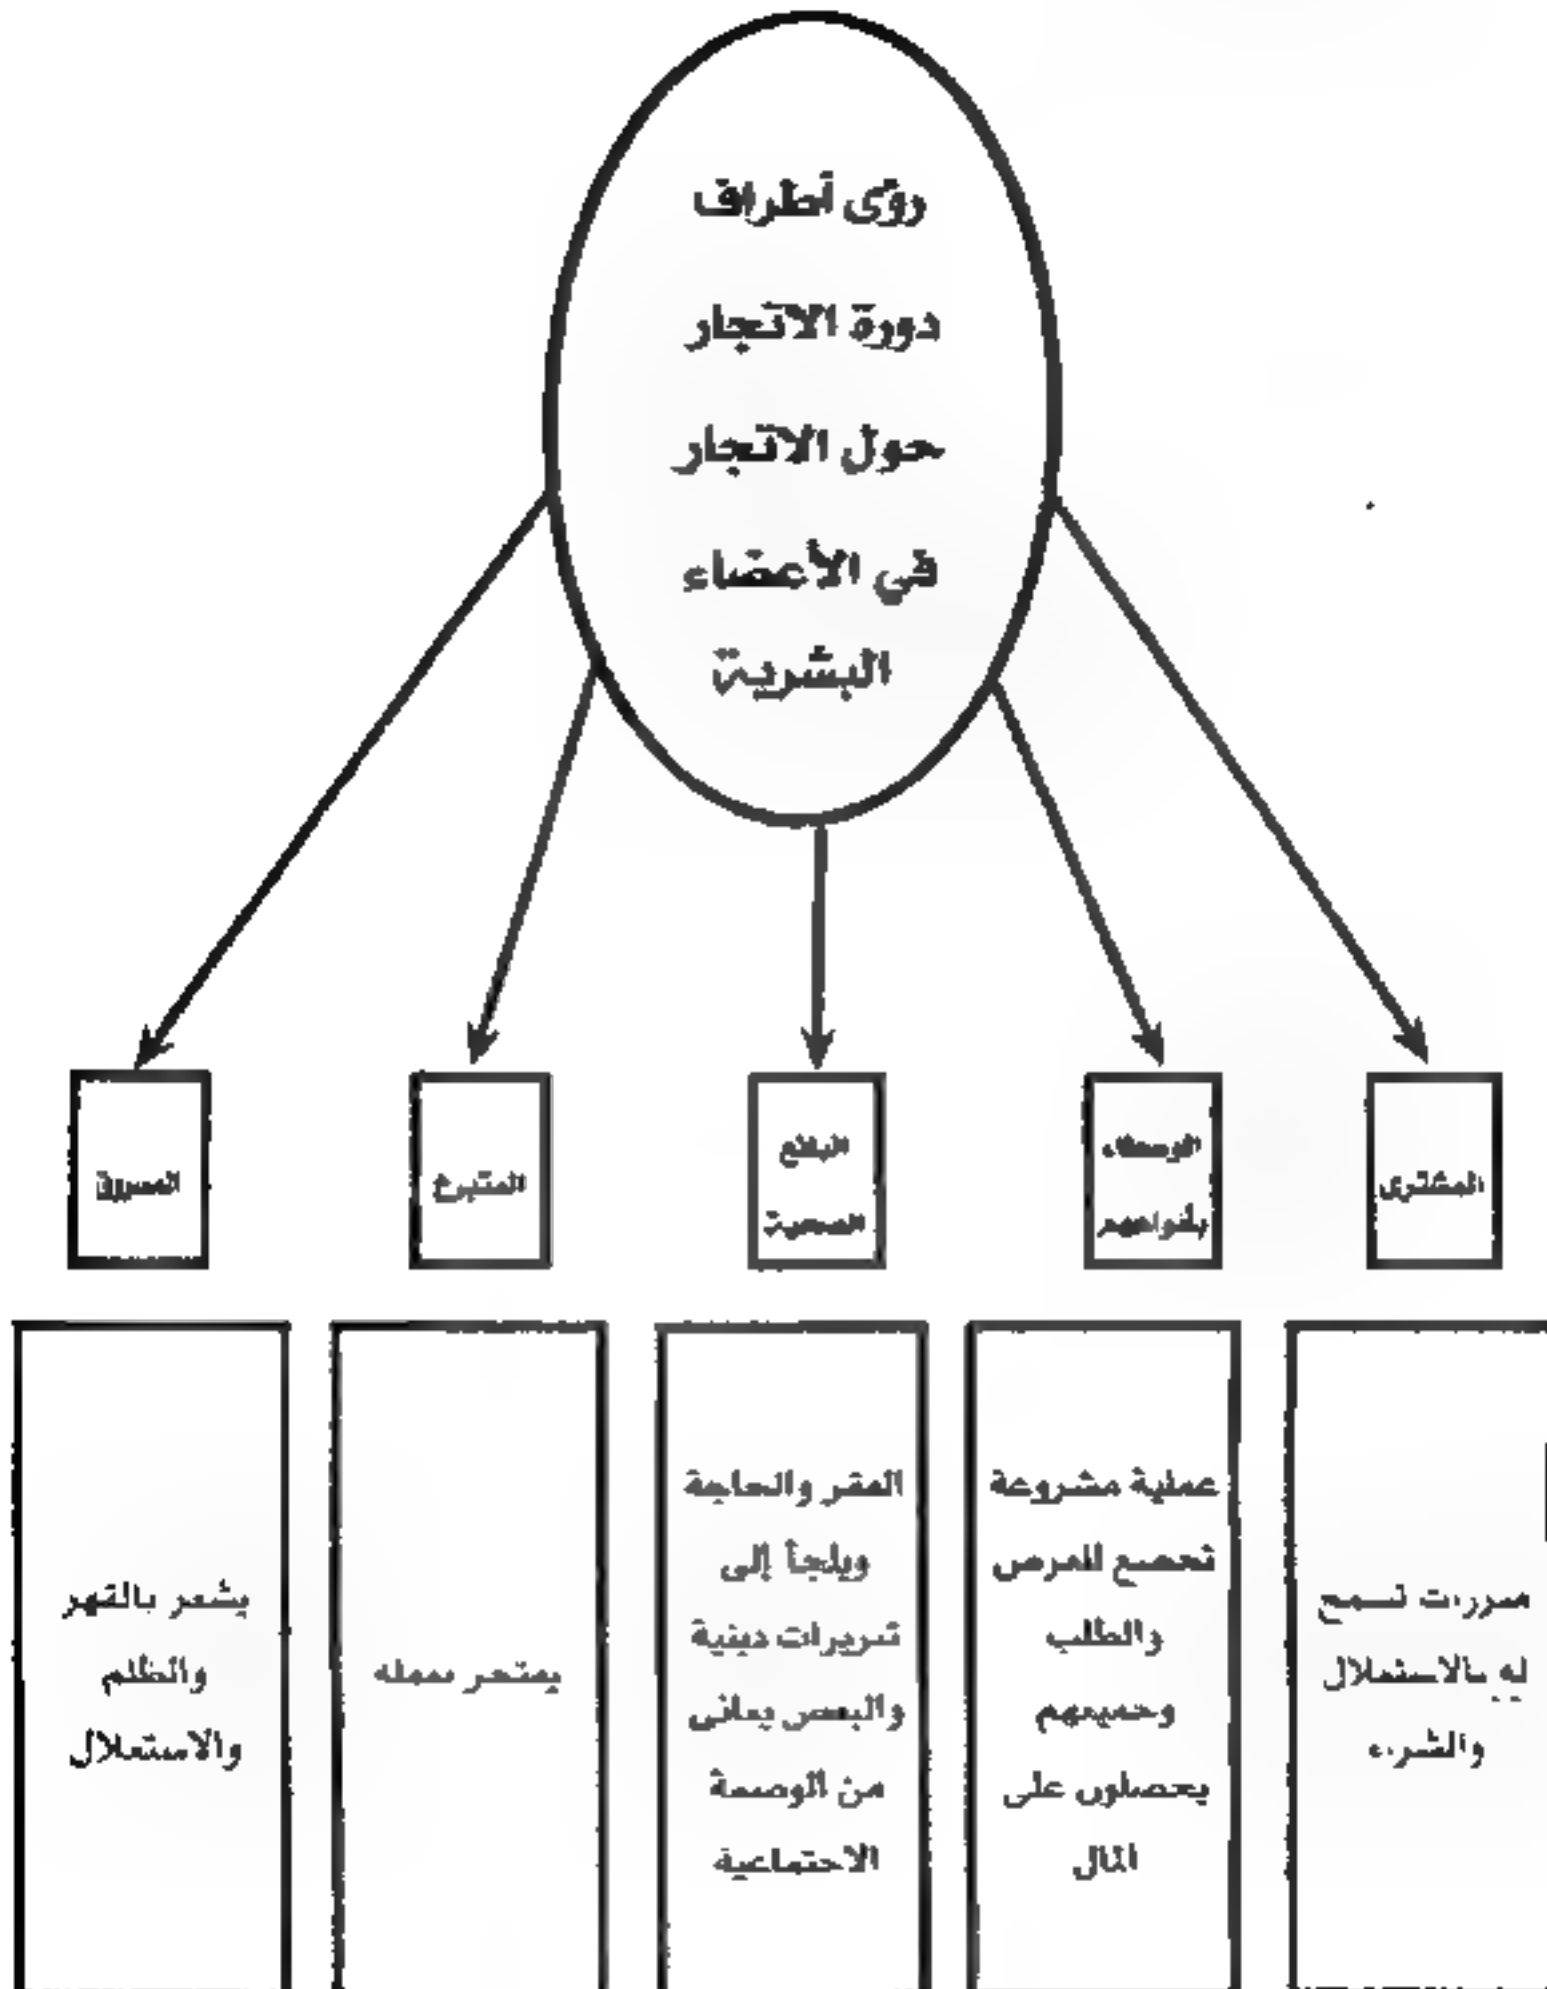 رؤى أطراف
دورة الاتجار
حول الاتجار
في الأعضاء
البشرية
المشترى
الوسطاء
بأنواعهم
البائع
الضحية
المتبرع
المسروق
مبررات تسمح
له بالاستغلال
والشراء
عملية مشروعة
تخضع للعرض
والطلب
وجميعهم
يحصلون على
المال
الفقر والحاجة
ويلجأ إلى
تبريرات دينية
والبعض يعانى
من الوصمة
الاجتماعية
يفتخر بعمله
يشعر بالقهر
والظلم
والاستغلال